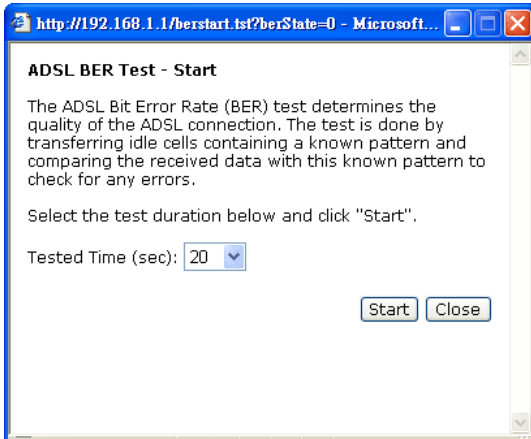 http://192.168.1.1/berstart.tst?berState=0 - Microsoft...
ADSL BER Test - Start
The ADSL Bit Error Rate (BER) test determines the
quality of the ADSL connection. The test is done by
transferring idle cells containing a known pattern and
comparing the received data with this known pattern to
check for any errors.
Select the test duration below and click "Start".
Tested Time (sec): 20
Start Close